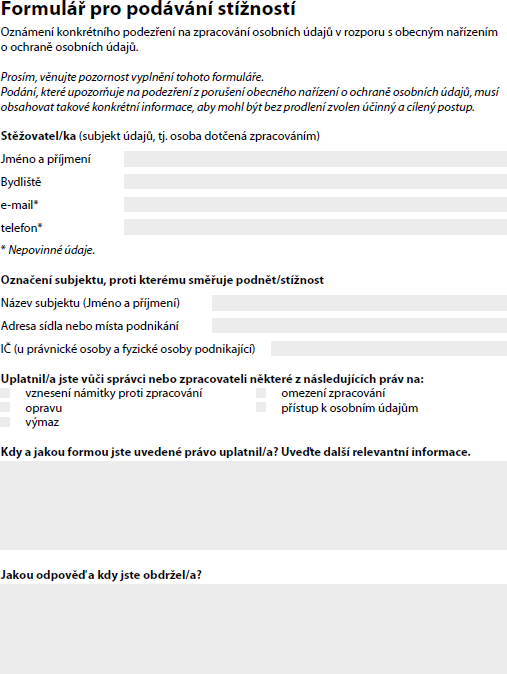 Formulář pro podávání stížností
Oznámení konkrétního podezření na zpracování osobních údajů v rozporu s obecným nařízením
o ochraně osobních údajů.
Prosím, věnujte pozornost vyplnění tohoto formuláře.
Podání, které upozorňuje na podezření z porušení obecného nařízení o ochraně osobních údajů, musí
obsahovat takové konkrétní informace, aby mohl být bez prodlení zvolen účinný a cílený postup.
Stěžovatel/ka (subjekt údajů, tj. osoba dotčená zpracováním)
Jméno a příjmení
Bydliště
e-mail*
telefon*
* Nepovinné údaje.
Označení subjektu, proti kterému směřuje podnět/stížnost
Název subjektu (Jméno a příjmení)
Adresa sídla nebo místa podnikání
IČ (u právnické osoby a fyzické osoby podnikající)
Uplatnil/a jste vůči správci nebo zpracovateli některé z následujících práv na:
vznesení námitky proti zpracování omezení zpracování
opravu přístup k osobním údajům
výmaz
Kdy a jakou formou jste uvedené právo uplatnil/a? Uveďte další relevantní informace.
Jakou odpověď a kdy jste obdržel/a?